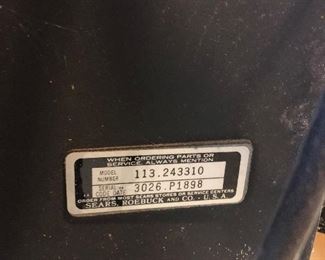 WHEN ORDERING PARTS OR
SERVICE, ALWAYS MENTION
MODEL NUMBER 113.243310
SERIAL OR CODE DATE 3026.P1898
ORDER FROM MOST SEARS STORES OR SERVICE CENTERS
SEARS, ROEBUCK AND CO. - U.S.A.